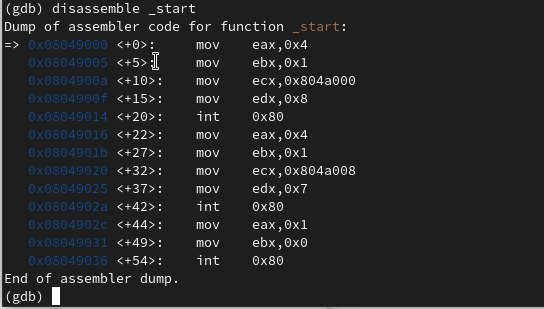 (gdb) disassemble _start
Dump of assembler code for function _start:
=> 0x08049000 <+0>:     mov    eax,0x4
   0x08049005 <+5>:     mov    ebx,0x1
   0x0804900a <+10>:    mov    ecx,0x804a000
   0x0804900f <+15>:    mov    edx,0x8
   0x08049014 <+20>:    int    0x80
   0x08049016 <+22>:    mov    eax,0x4
   0x0804901b <+27>:    mov    ebx,0x1
   0x08049020 <+32>:    mov    ecx,0x804a008
   0x08049025 <+37>:    mov    edx,0x7
   0x0804902a <+42>:    int    0x80
   0x0804902c <+44>:    mov    eax,0x1
   0x08049031 <+49>:    mov    ebx,0x0
   0x08049036 <+54>:    int    0x80
End of assembler dump.
(gdb)